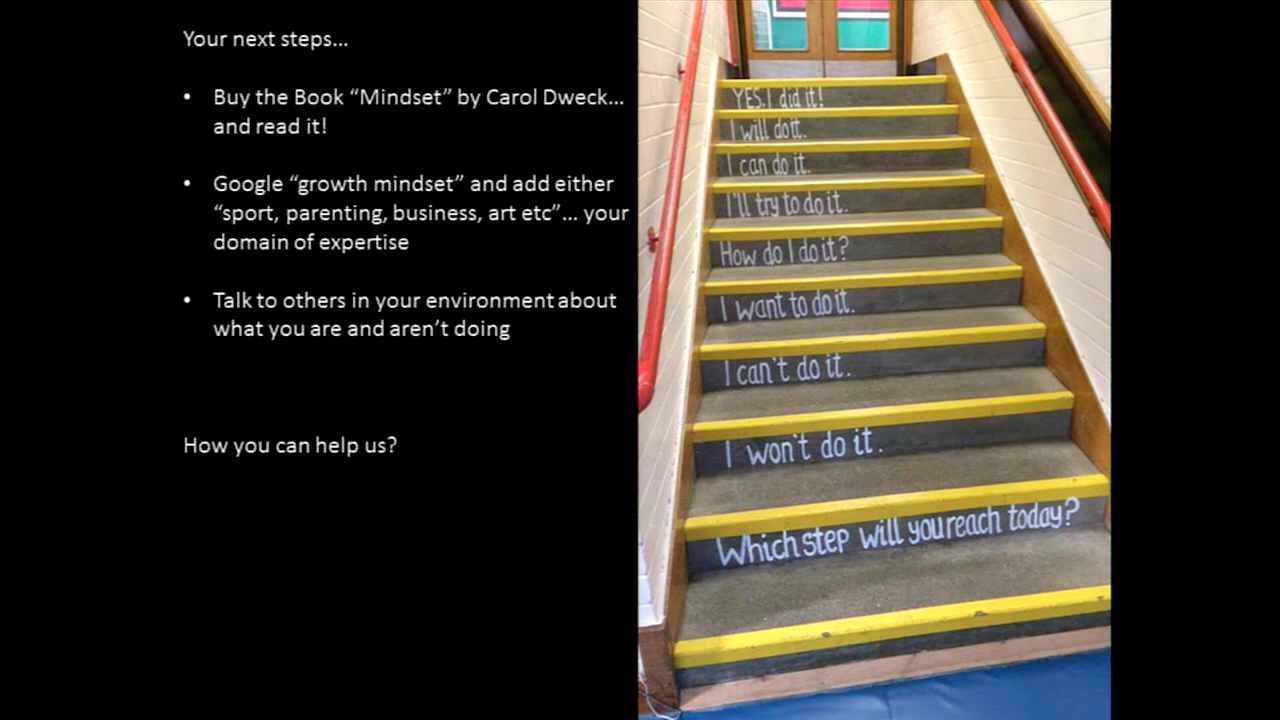 Your next steps…
• Buy the Book “Mindset” by Carol Dweck…
and read it!
• Google “growth mindset” and add either
“sport, parenting, business, art etc”… your
domain of expertise
• Talk to others in your environment about
what you are and aren’t doing
How you can help us?
YES, I did it!
I will do it.
I can do it.
I'll try to do it.
How do I do it?
I want to do it.
I can't do it.
I won't do it.
Which step will you reach today?